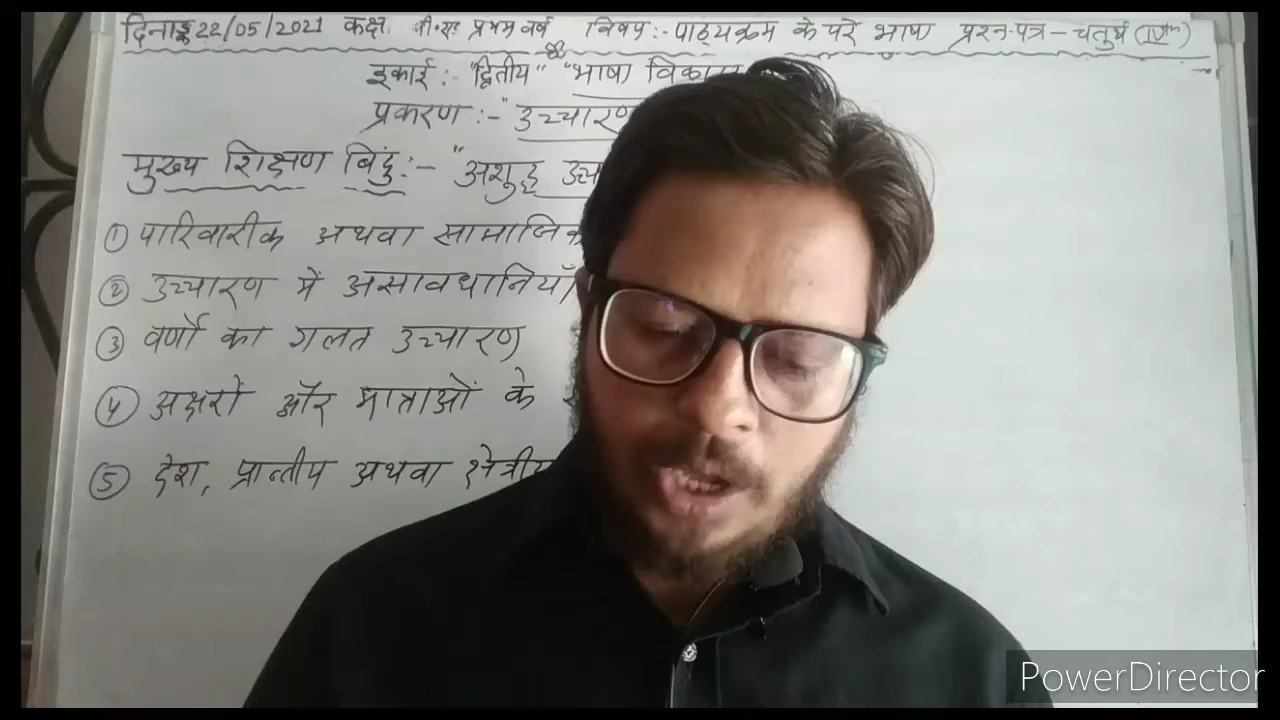 दिनाङ्क 22/05/2021 कक्षा बी.एड प्रथम वर्ष विषय :- पाठ्यक्रम के परे भाषा प्रश्न-पत्र - चतुर्थ (IVth)
इकाई :- "द्वितीय" "भाषा विकास
प्रकरण :- "उच्चारण
मुख्य शिक्षण बिंदु :- "अशुद्ध
① पारिवारीक अथवा सामाजिक
② उच्चारण में असावधानियाँ
③ वर्णों का गलत उच्चारण
④ अक्षरों और मात्राओं के
⑤ देश, प्रान्तीय अथवा क्षेत्रीय
PowerDirector